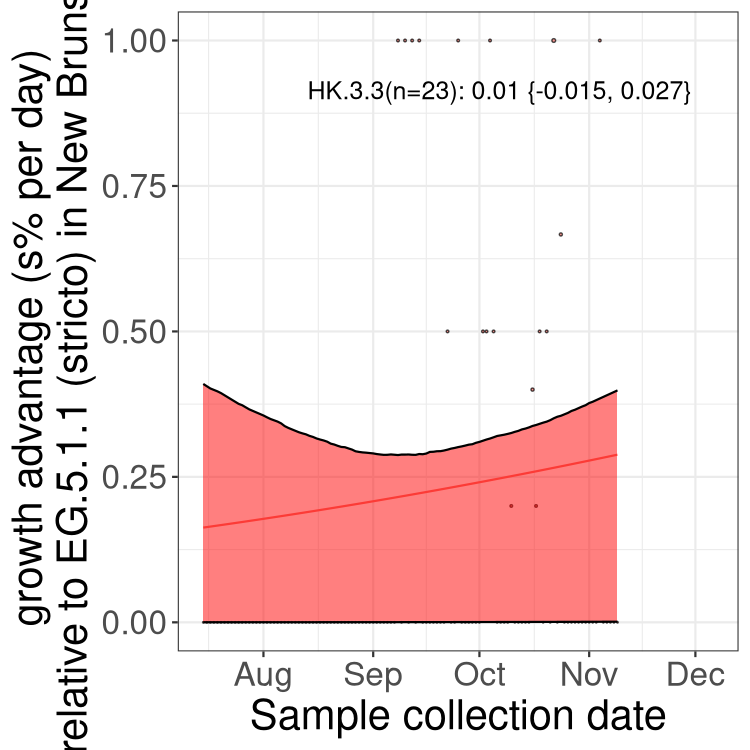 growth advantage (s% per day)
relative to EG.5.1.1 (stricto) in New Bruns
1.00
0.75
0.50
0.25
0.00
HK.3.3(n=23): 0.01 {-0.015, 0.027}
Aug Sep Oct Nov Dec
Sample collection date